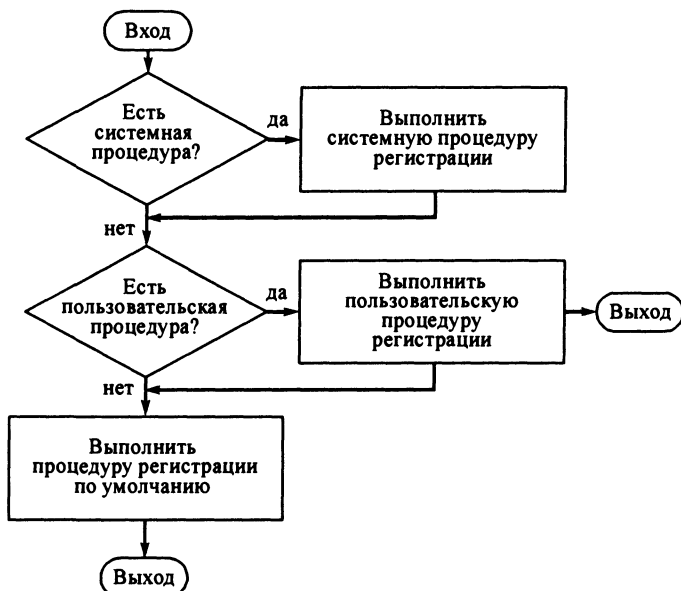 Вход
Есть
системная
процедура?
да
Выполнить
системную процедуру
регистрации
нет
Есть
пользовательская
процедура?
да
Выполнить
пользовательскую
процедуру
регистрации
Выход
нет
Выполнить
процедуру регистрации
по умолчанию
Выход